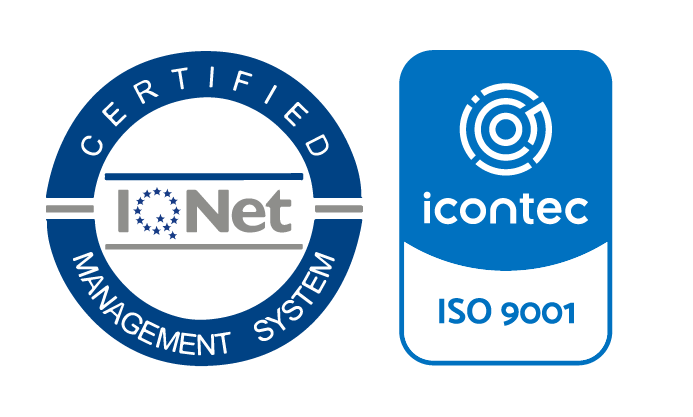 CERTIFIED
IQNet
MANAGEMENT SYSTEM
icontec
ISO 9001